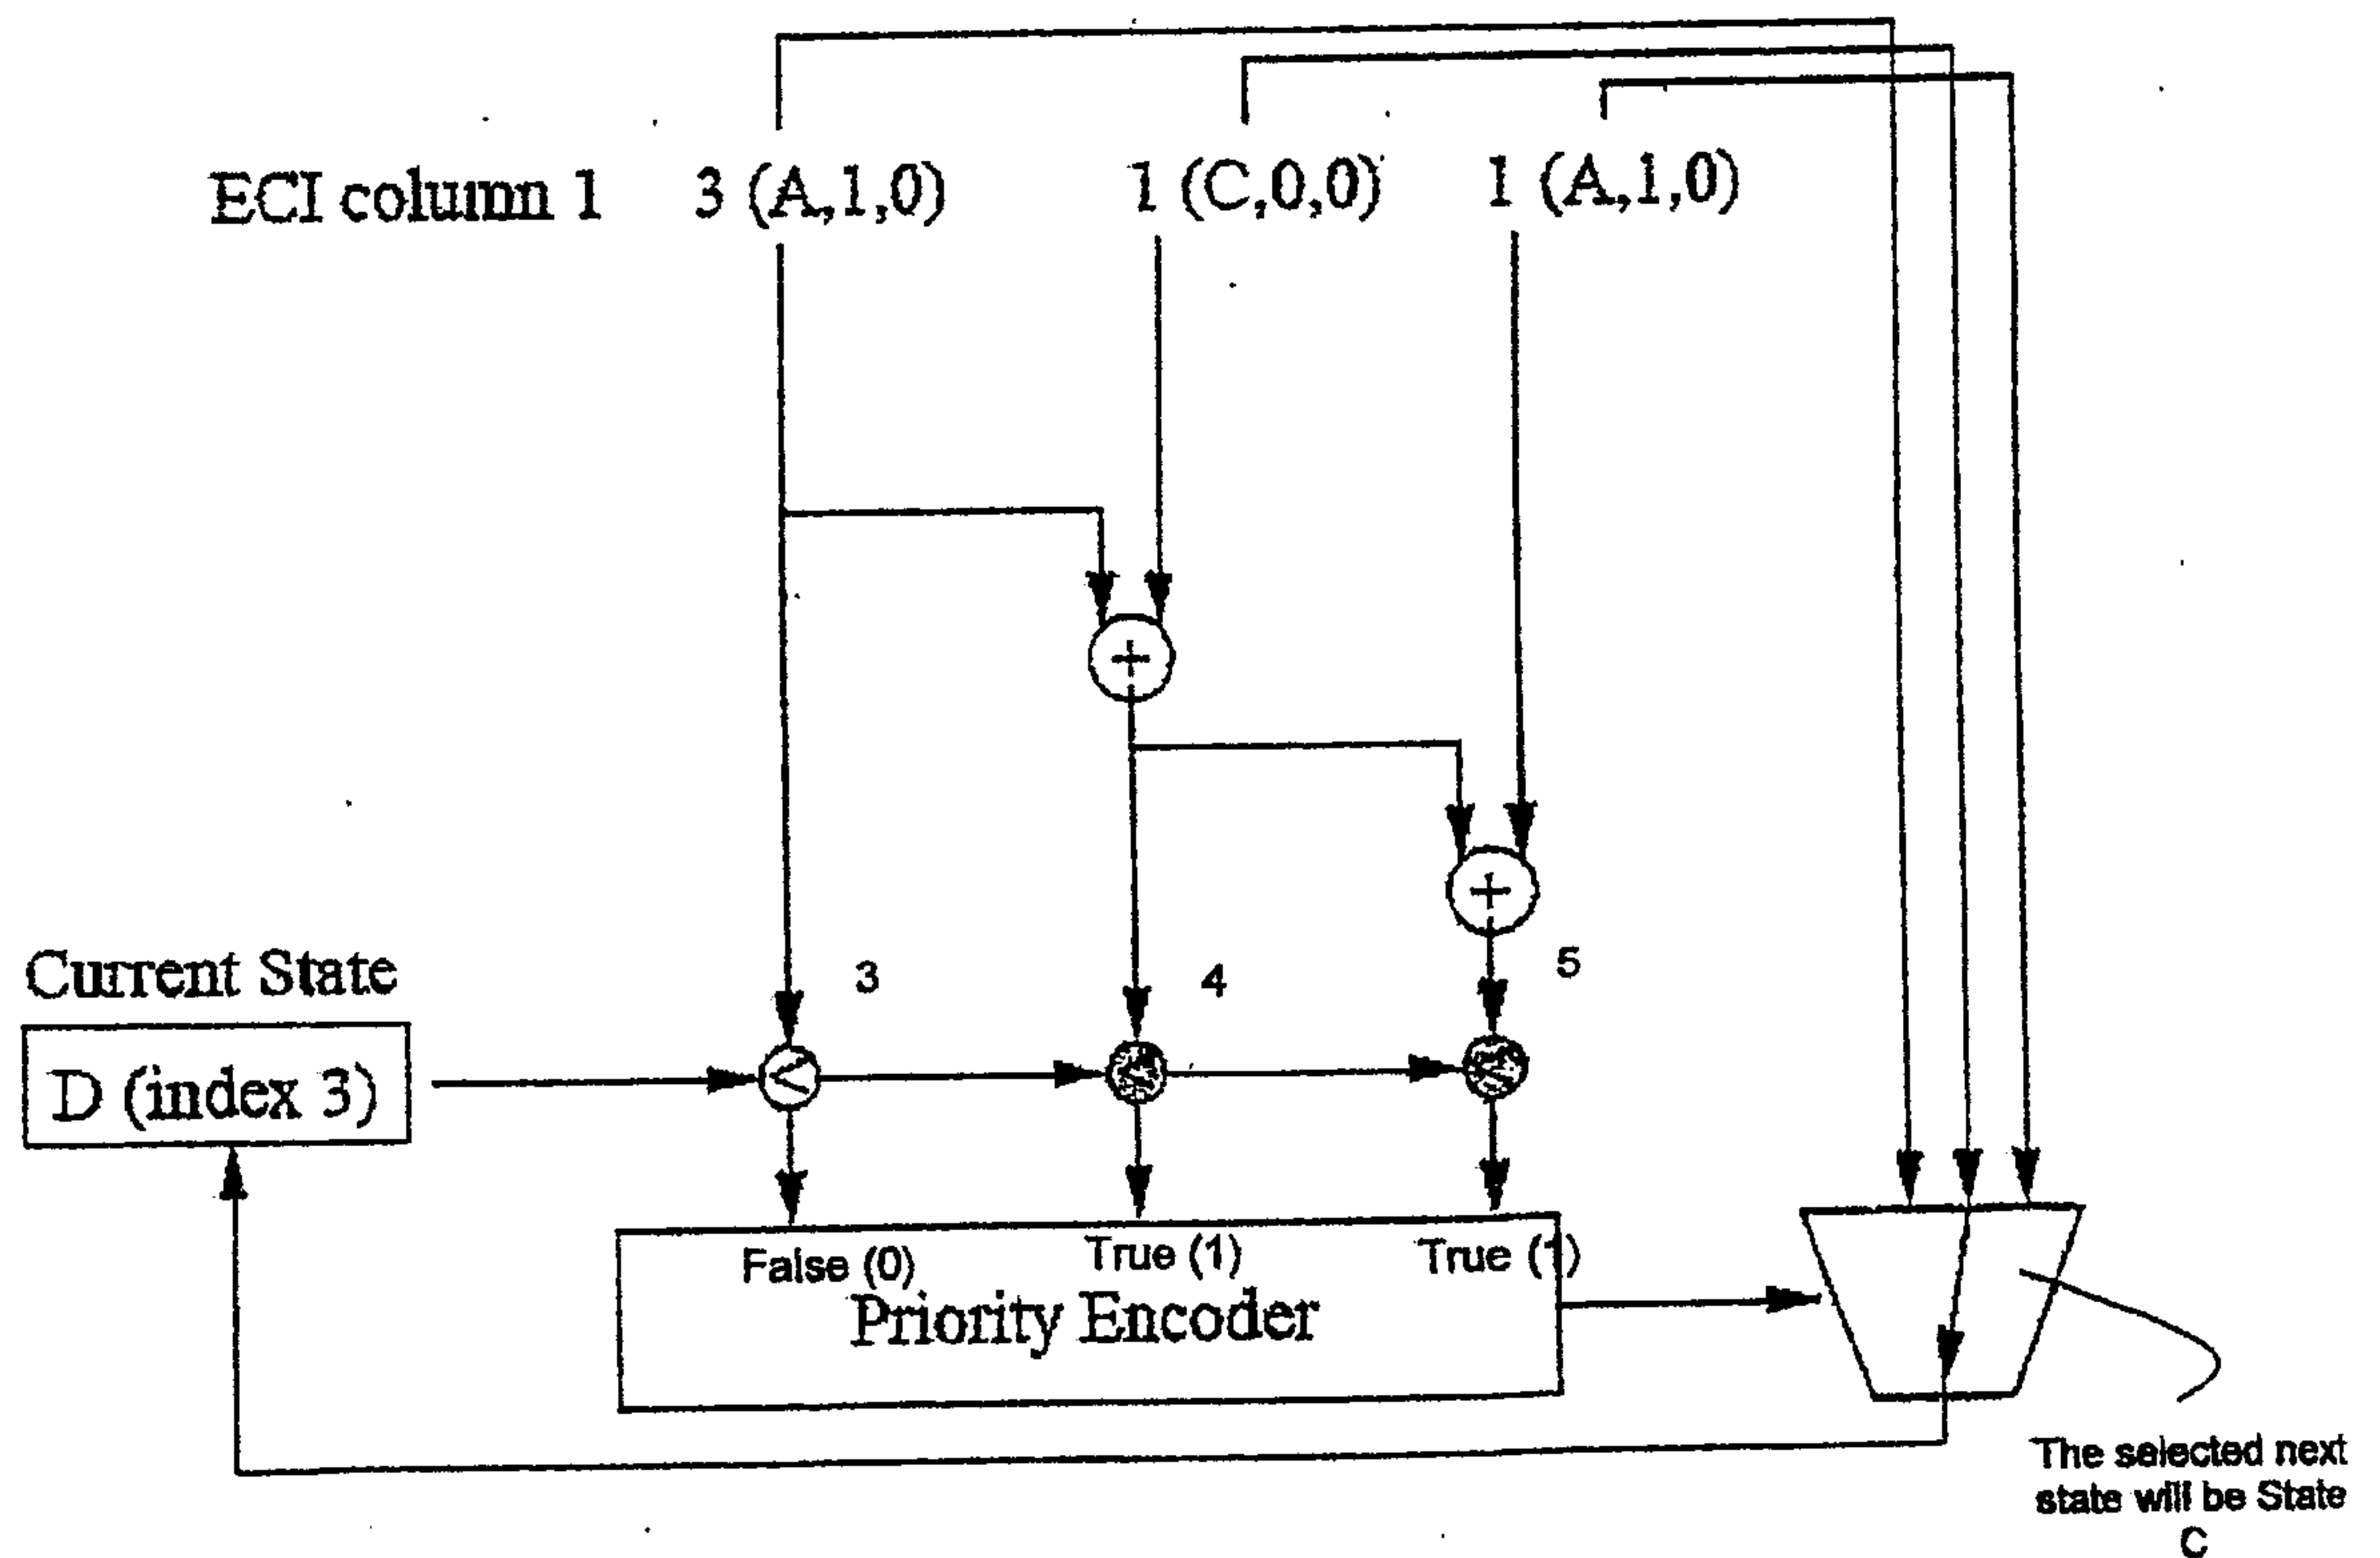 ECI column 1 3 (A,1,0) 1 (C,0,0) 1 (A,1,0)
+
+
Current State
3
4
5
D (index 3)
<
<
<
False (0)
True (1)
True (1)
Priority Encoder
The selected next
state will be State
C